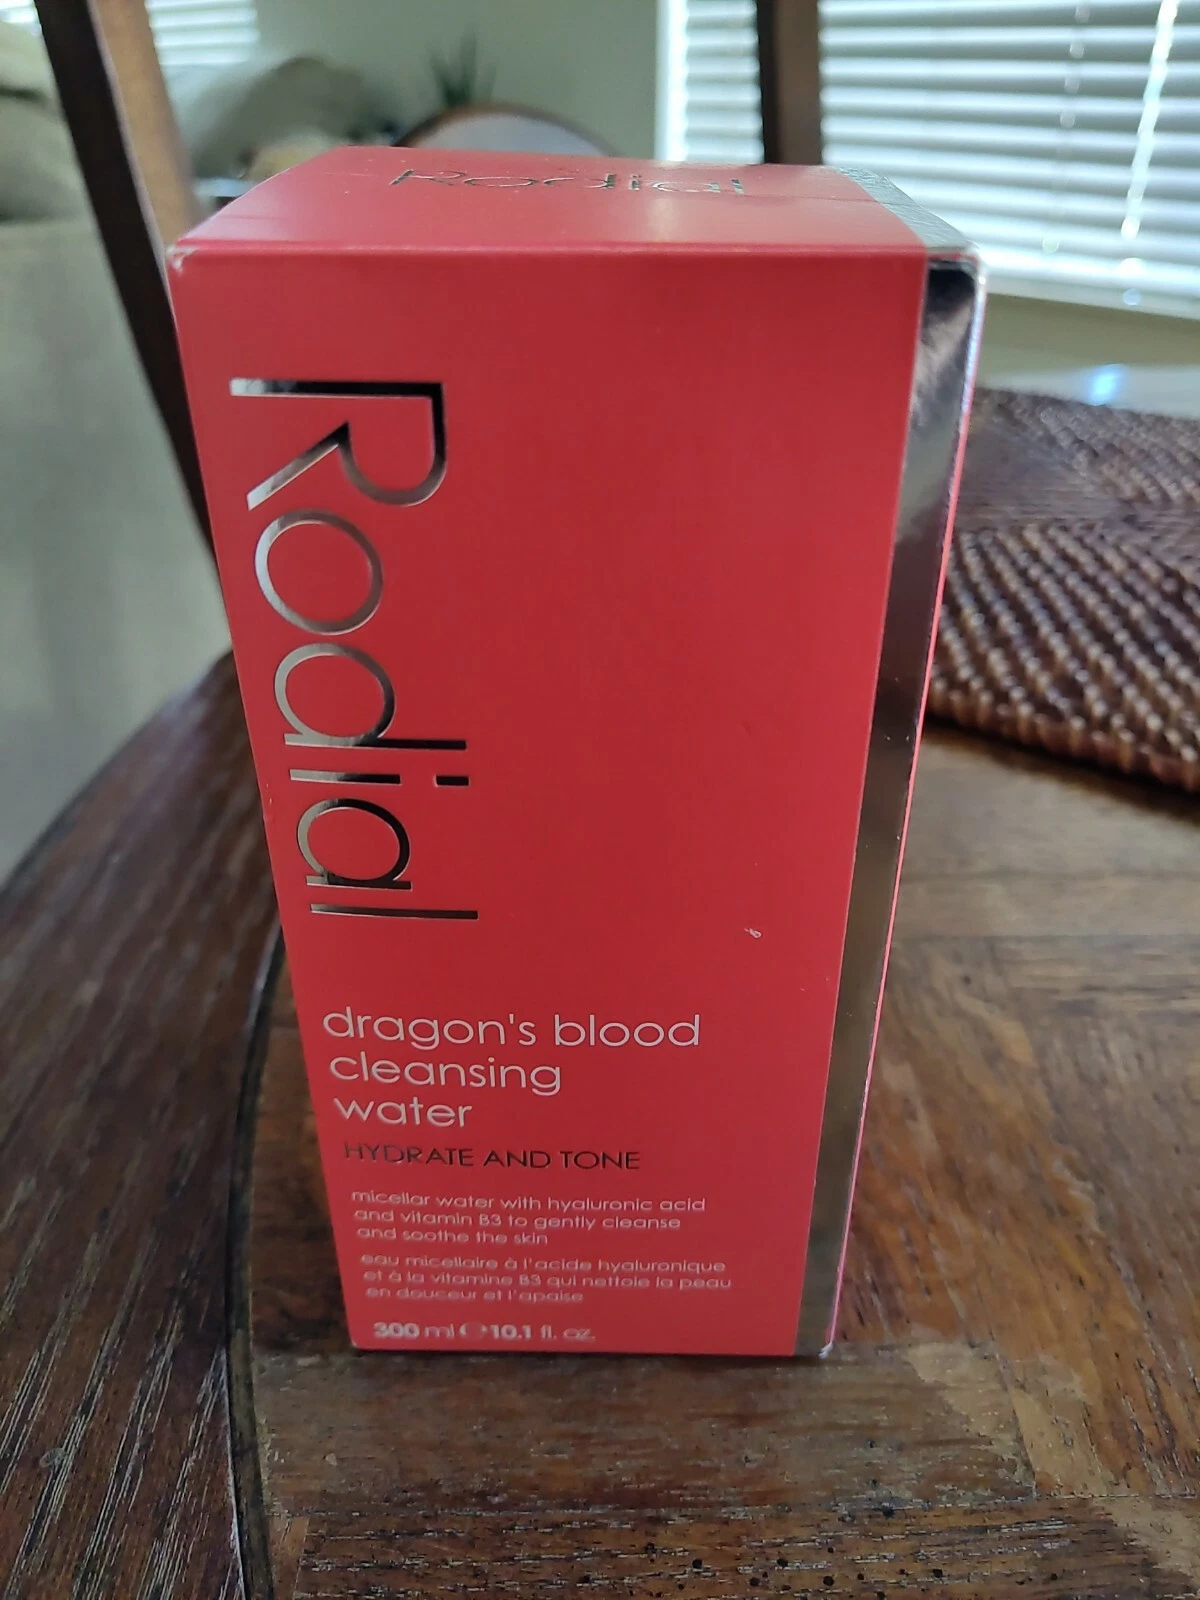 Rodial
Rodial
dragon's blood
cleansing
water
HYDRATE AND TONE
micellar water with hyaluronic acid
and vitamin B3 to gently cleanse
and soothe the skin
eau micellaire à l'acide hyaluronique
et à la vitamine B3 qui nettoie la peau
en douceur et l'apaise
300 ml ℮ 10.1 fl. oz.